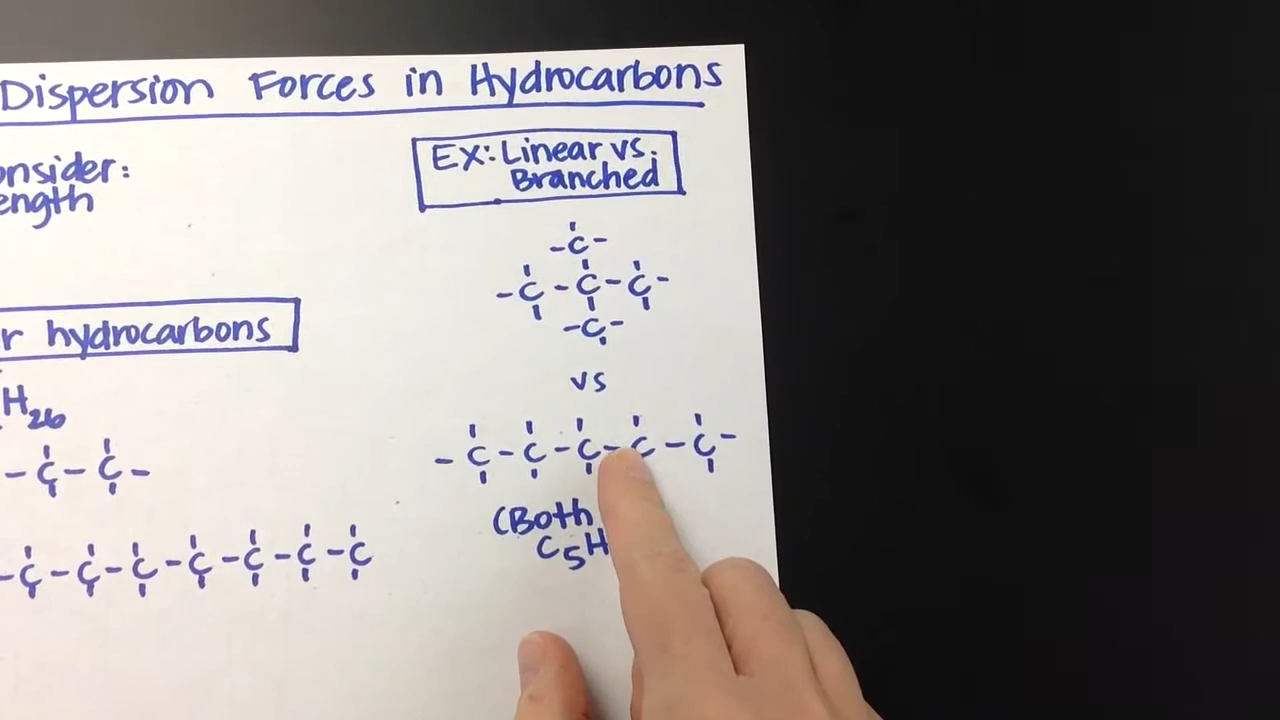 Dispersion Forces in Hydrocarbons
onsider:
ength
r hydrocarbons
H26
-C-C-
-C-C-C-C-C-C-C
EX: Linear vs.
Branched
-C-
-C-C-C-
-C-
vs
-C-C-C-C-C-
(Both
C5H